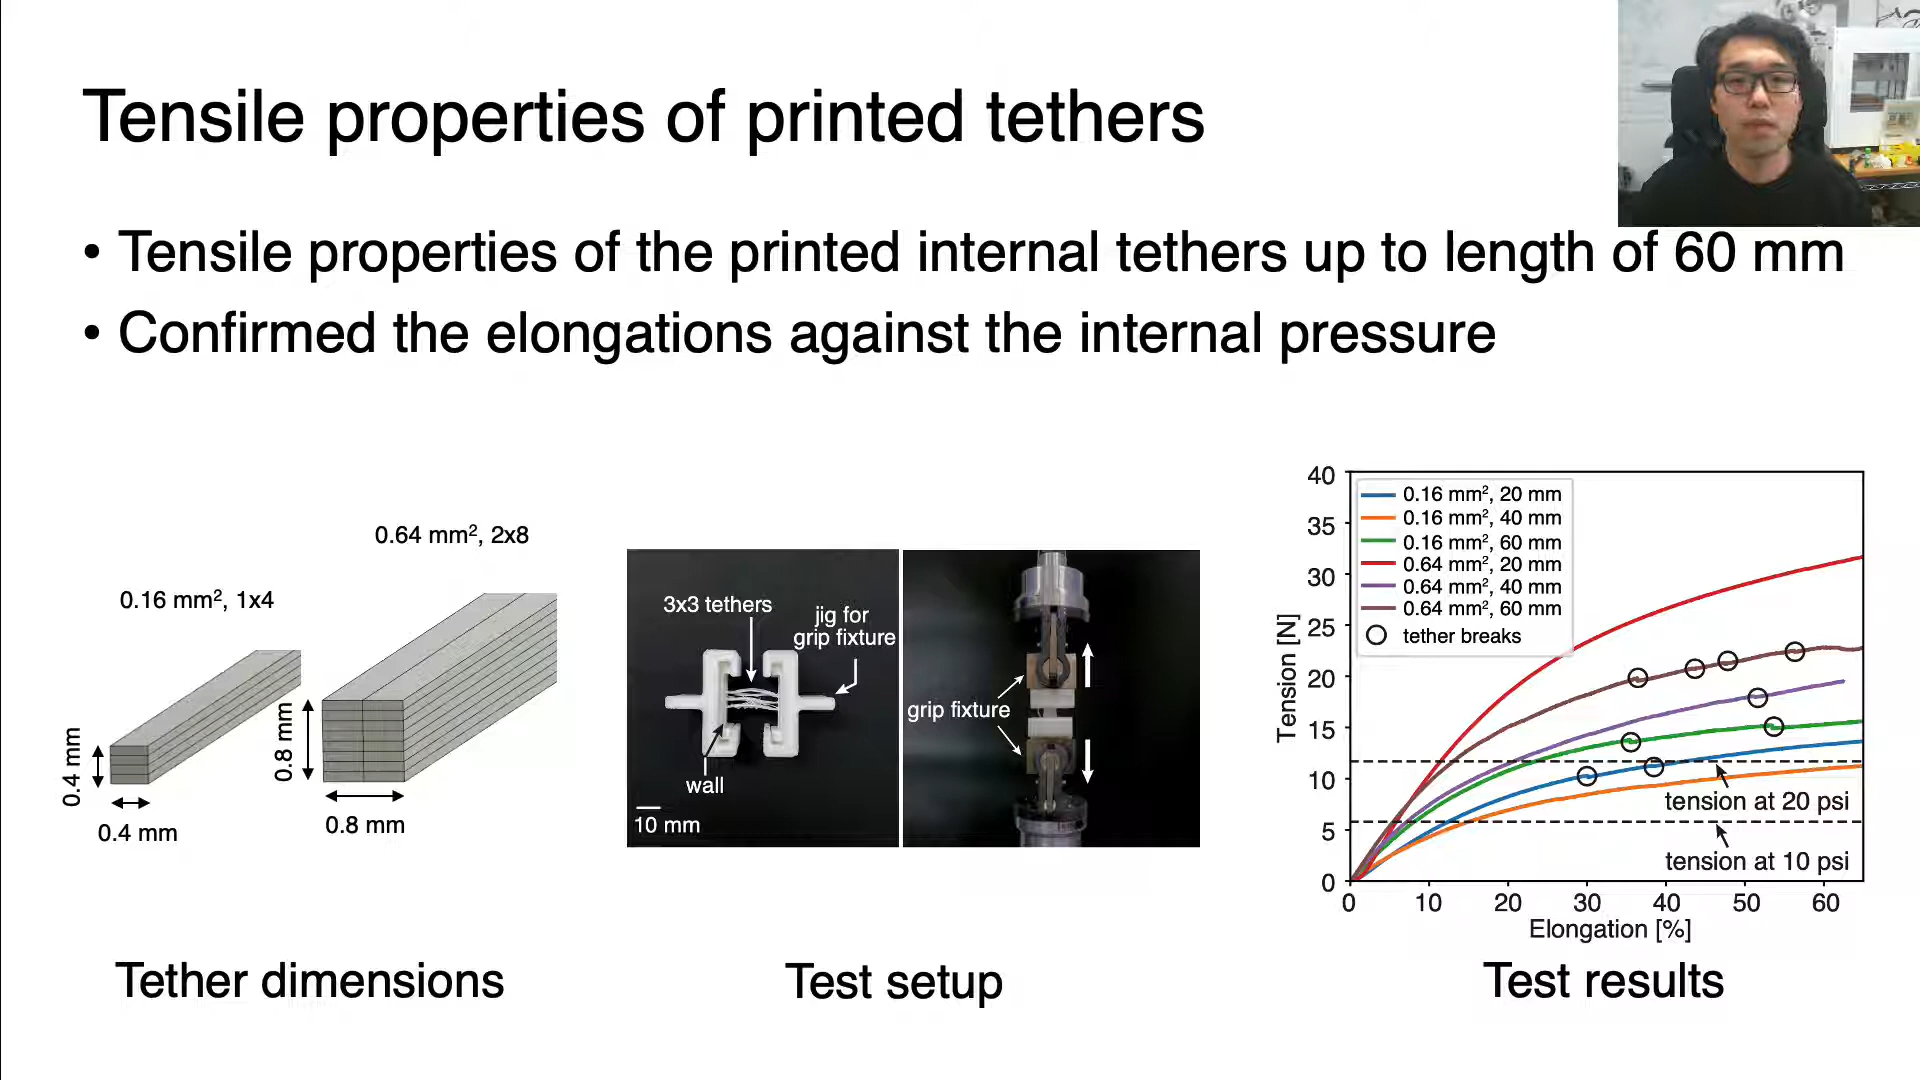 Tensile properties of printed tethers
• Tensile properties of the printed internal tethers up to length of 60 mm
• Confirmed the elongations against the internal pressure
0.64 mm², 2x8
0.16 mm², 1x4
0.4 mm
0.4 mm
0.8 mm
0.8 mm
Tether dimensions
3x3 tethers
jig for
grip fixture
wall
10 mm
grip fixture
Test setup
40
35
30
25
20
15
10
5
0
Tension [N]
0.16 mm², 20 mm
0.16 mm², 40 mm
0.16 mm², 60 mm
0.64 mm², 20 mm
0.64 mm², 40 mm
0.64 mm², 60 mm
tether breaks
tension at 20 psi
tension at 10 psi
0 10 20 30 40 50 60
Elongation [%]
Test results